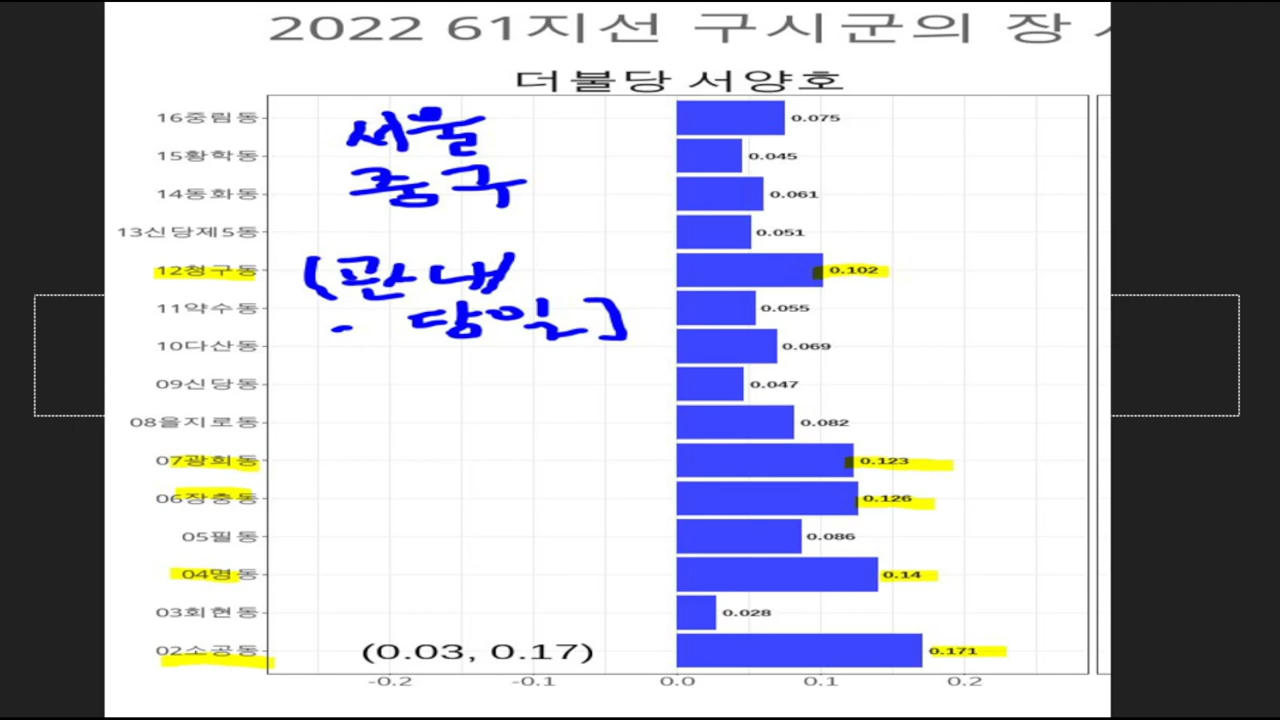 2022 61지선 구시군의 장
더불당 서양호
16중림동 0.075
15황학동 0.045
14동화동 0.061
13신당제5동 0.051
12청구동 0.102
11약수동 0.055
10다산동 0.069
09신당동 0.047
08을지로동 0.082
07광희동 0.123
06장충동 0.126
05필동 0.086
04명동 0.14
03회현동 0.028
02소공동 0.171
(0.03, 0.17)
-0.2 -0.1 0.0 0.1 0.2
서울
중구
(관내
· 당일]